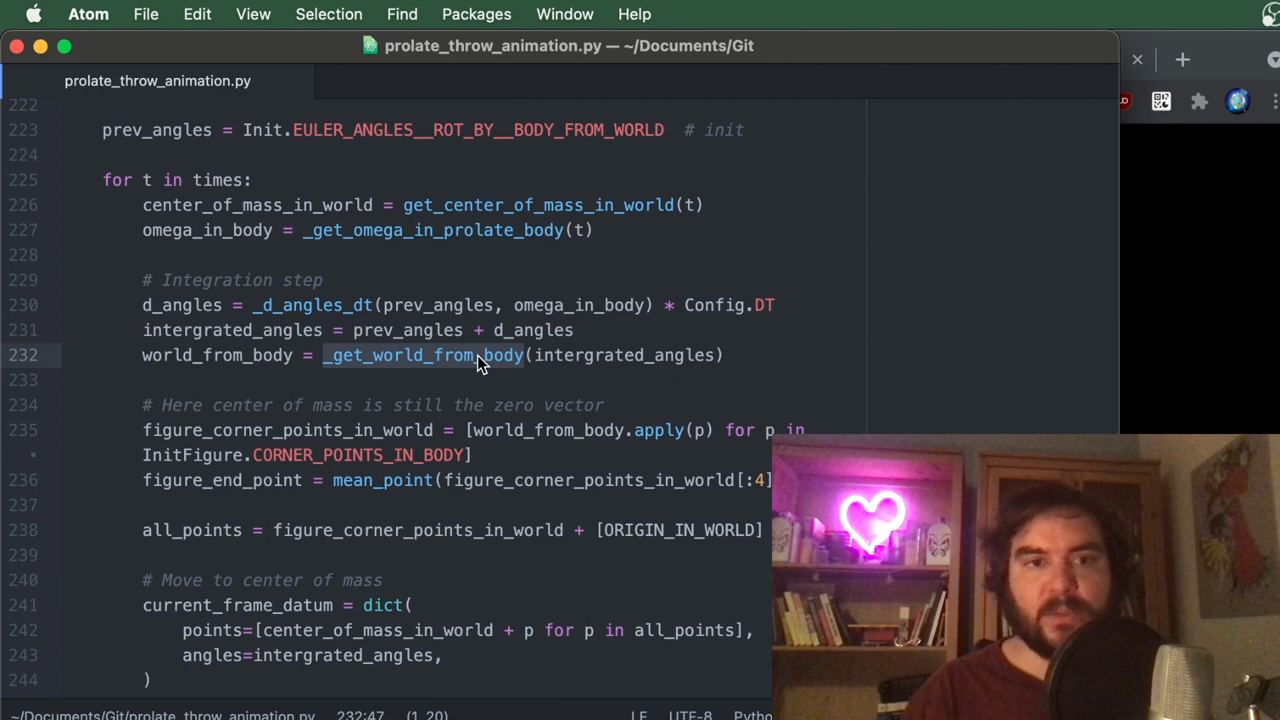 Atom File Edit View Selection Find Packages Window Help
prolate_throw_animation.py — ~/Documents/Git
prolate_throw_animation.py
222
223 prev_angles = Init.EULER_ANGLES__ROT_BY__BODY_FROM_WORLD # init
224
225 for t in times:
226 center_of_mass_in_world = get_center_of_mass_in_world(t)
227 omega_in_body = _get_omega_in_prolate_body(t)
228
229 # Integration step
230 d_angles = _d_angles_dt(prev_angles, omega_in_body) * Config.DT
231 intergrated_angles = prev_angles + d_angles
232 world_from_body = _get_world_from_body(intergrated_angles)
233
234 # Here center of mass is still the zero vector
235 figure_corner_points_in_world = [world_from_body.apply(p) for p in
• InitFigure.CORNER_POINTS_IN_BODY]
236 figure_end_point = mean_point(figure_corner_points_in_world[:4]
237
238 all_points = figure_corner_points_in_world + [ORIGIN_IN_WORLD]
239
240 # Move to center of mass
241 current_frame_datum = dict(
242 points=[center_of_mass_in_world + p for p in all_points],
243 angles=intergrated_angles,
244 )
~/Documents/Git/prolate_throw_animation.py 232:47 (1, 20) LF UTF-8 Python